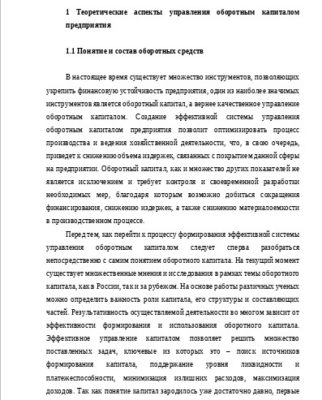 1 Теоретические аспекты управления оборотным капиталом
предприятия
1.1 Понятие и состав оборотных средств
В настоящее время существует множество инструментов, позволяющих
укрепить финансовую устойчивость предприятия, один из наиболее значимых
инструментов является оборотный капитал, а вернее качественное управление
оборотным капиталом. Создание эффективной системы управления
оборотным капиталом предприятия позволит оптимизировать процесс
производства и ведения хозяйственной деятельности, что, в свою очередь,
приведет к снижению объема издержек, связанных с покрытием данной сферы
на предприятии. Оборотный капитал, как и множество других показателей не
является исключением и требует контроля и своевременной разработки
необходимых мер, благодаря которым возможно добиться сокращения
финансирования, снижению издержек, а также снижению материалоемкости
в производственном процессе.
Перед тем, как перейти к процессу формирования эффективной системы
управления оборотным капиталом следует сперва разобраться
непосредственно с самим понятием оборотного капитала. На текущий момент
существует множественные мнения и исследования в рамках темы оборотного
капитала, как в России, так и за рубежом. На основе работы различных ученых
можно определить важность роли капитала, его структуры и составляющих
частей. Результативность осуществляемой деятельности во многом зависит от
эффективности формирования и использования оборотного капитала.
Эффективное управление капиталом позволяет решить множество
поставленных задач, ключевые из которых это – поиск источников
формирования капитала, поддержание уровня ликвидности и
платежеспособности, минимизация излишних расходов, максимизация
доходов. Так как понятие капитал зародилось уже достаточно давно, первые